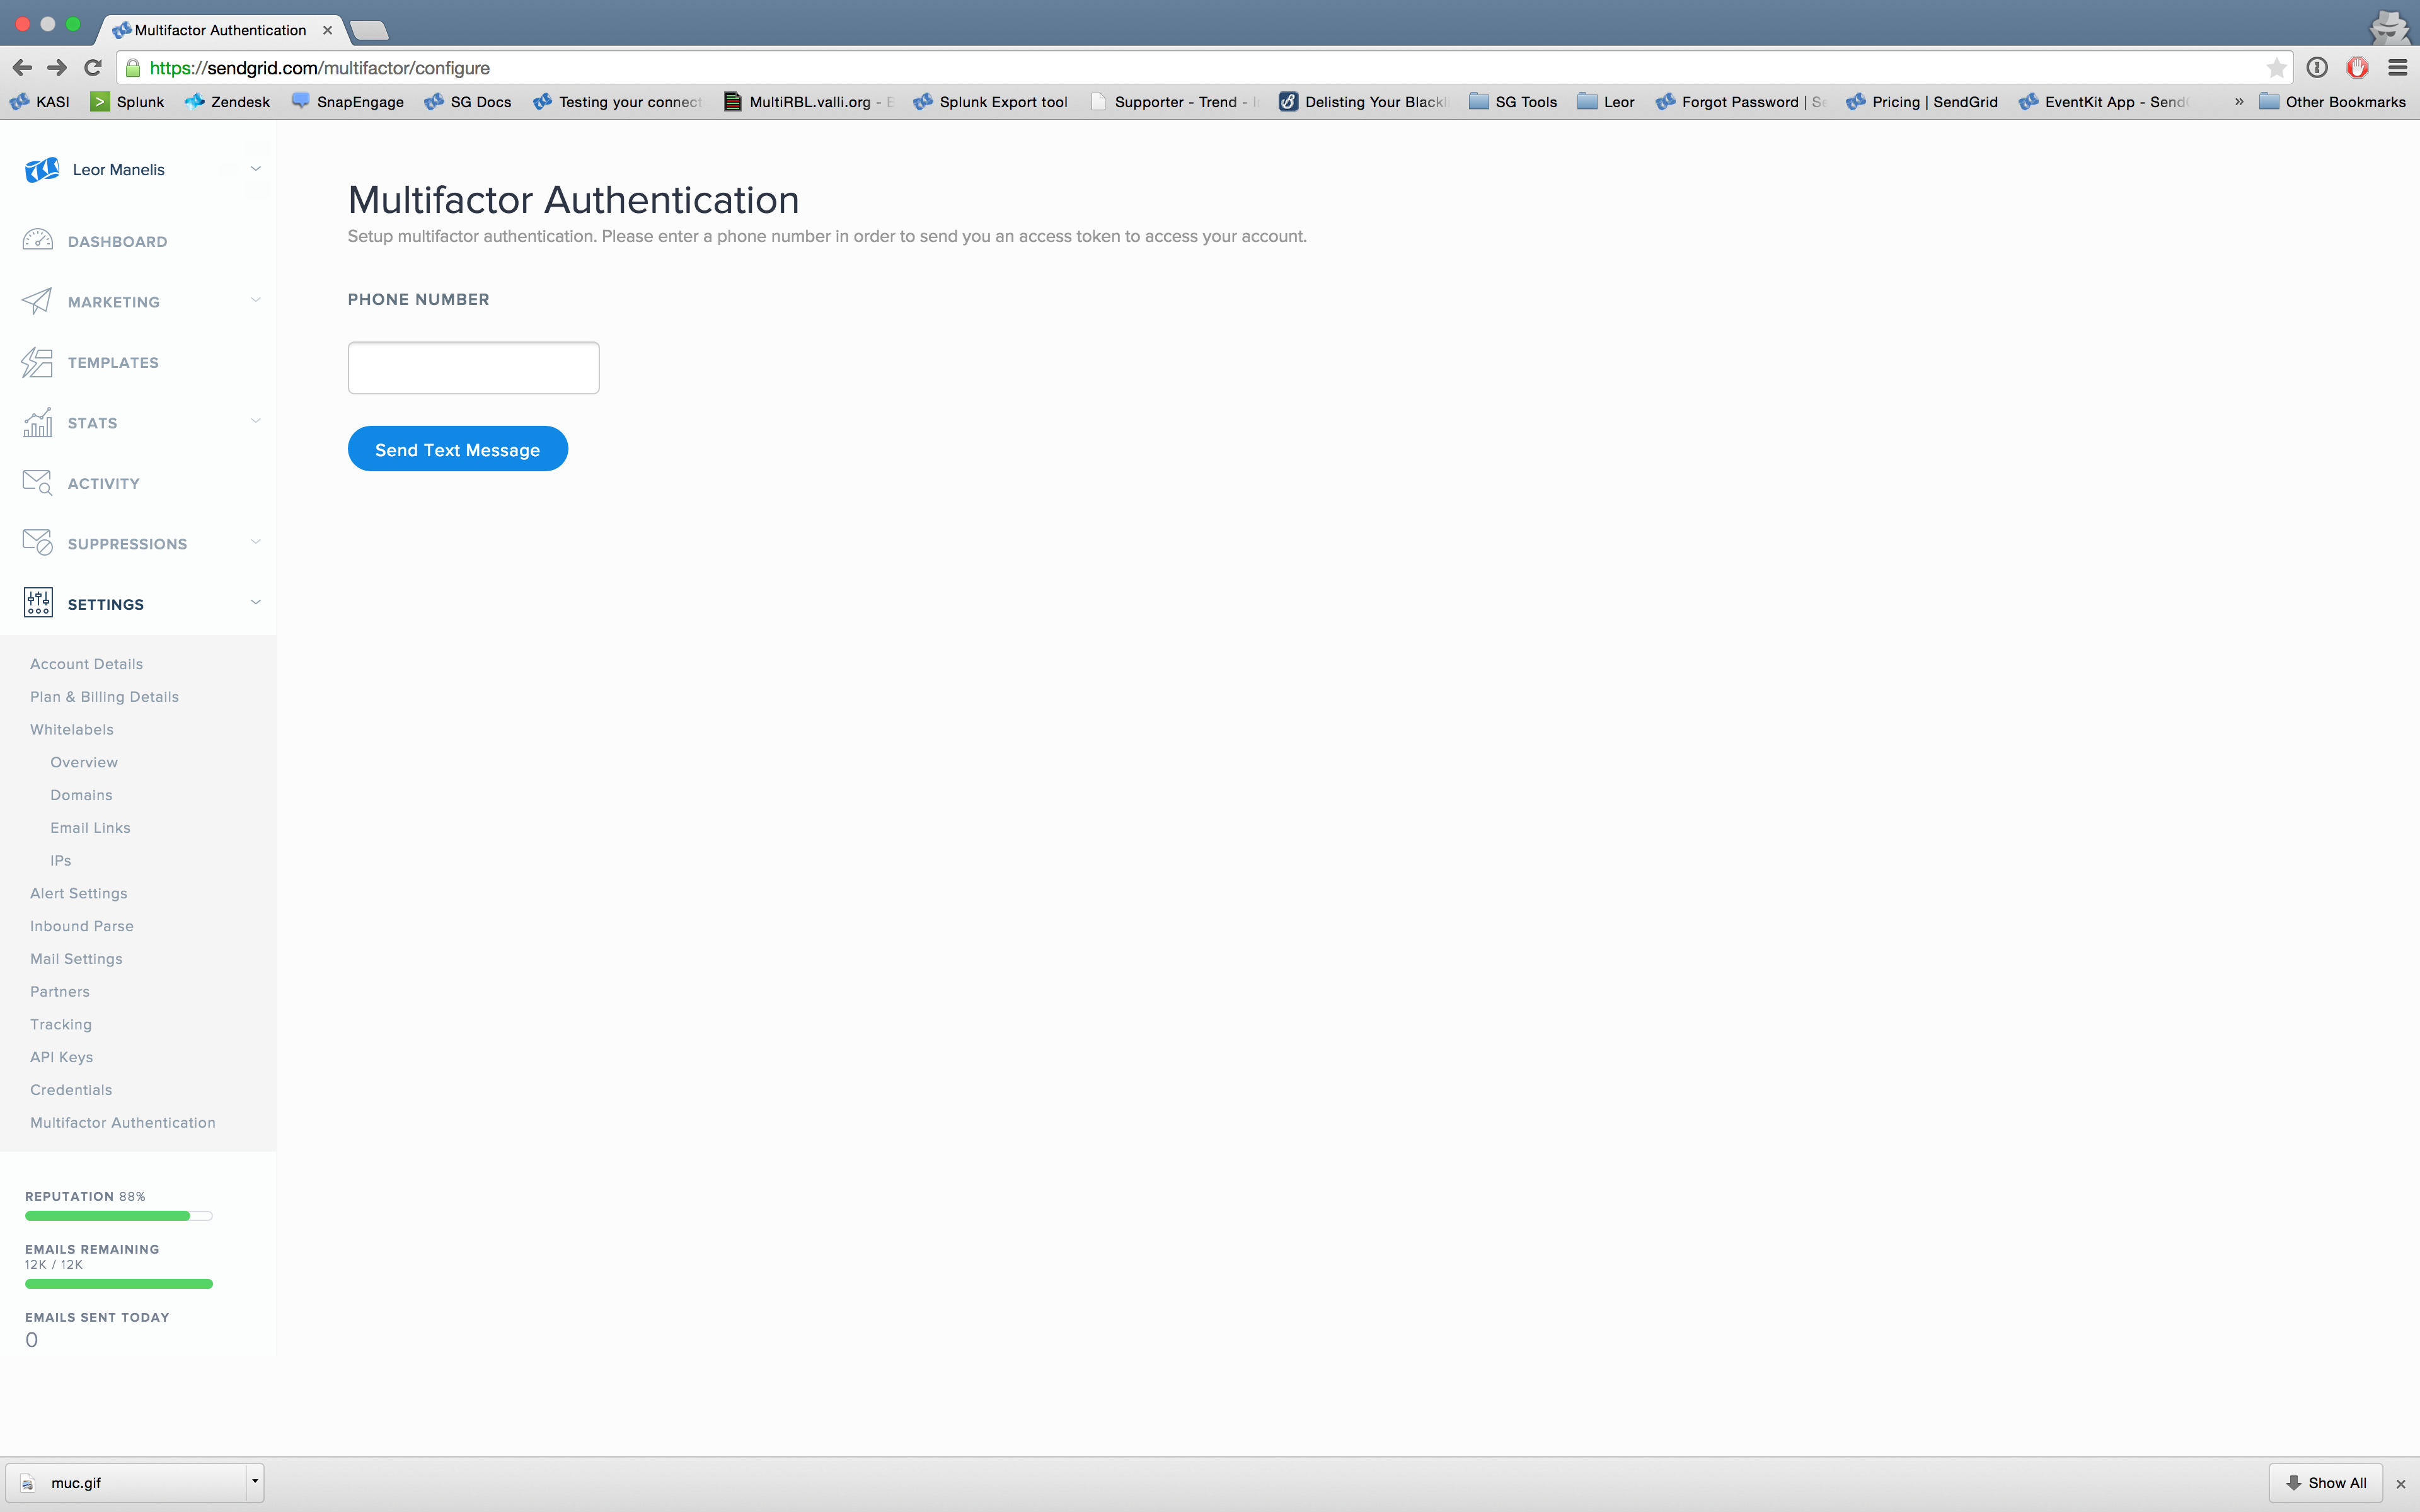 Multifactor Authentication
https://sendgrid.com/multifactor/configure
KASI Splunk Zendesk SnapEngage SG Docs Testing your connect MultiRBL.valli.org - Splunk Export tool Supporter - Trend - Delisting Your Blackl SG Tools Leor Forgot Password | Pricing | SendGrid EventKit App - Send » Other Bookmarks
Leor Manelis
DASHBOARD
MARKETING
TEMPLATES
STATS
ACTIVITY
SUPPRESSIONS
SETTINGS
Account Details
Plan & Billing Details
Whitelabels
Overview
Domains
Email Links
IPs
Alert Settings
Inbound Parse
Mail Settings
Partners
Tracking
API Keys
Credentials
Multifactor Authentication
REPUTATION 88%
EMAILS REMAINING
12K / 12K
EMAILS SENT TODAY
0
Multifactor Authentication
Setup multifactor authentication. Please enter a phone number in order to send you an access token to access your account.
PHONE NUMBER
Send Text Message
muc.gif
Show All